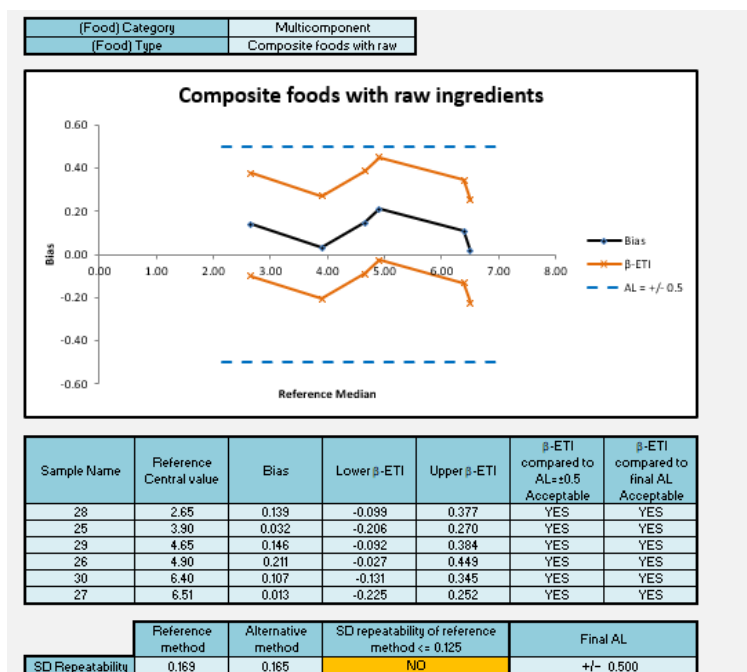 (Food) Category Multicomponent
(Food) Type Composite foods with raw
Composite foods with raw ingredients
0.60
0.40
0.20
0.00
-0.20
-0.40
-0.60
Bias
0.00 1.00 2.00 3.00 4.00 5.00 6.00 7.00 8.00
Reference Median
Bias
β-ETI
AL = +/- 0.5
Sample Name Reference Central value Bias Lower β-ETI Upper β-ETI β-ETI compared to AL=±0.5 Acceptable β-ETI compared to final AL Acceptable
28 2.65 0.139 -0.099 0.377 YES YES
25 3.90 0.032 -0.206 0.270 YES YES
29 4.65 0.146 -0.092 0.384 YES YES
26 4.90 0.211 -0.027 0.449 YES YES
30 6.40 0.107 -0.131 0.345 YES YES
27 6.51 0.013 -0.225 0.252 YES YES
Reference method Alternative method SD repeatability of reference method <= 0.125 Final AL
SD Repeatability 0.169 0.165 NO +/- 0.500